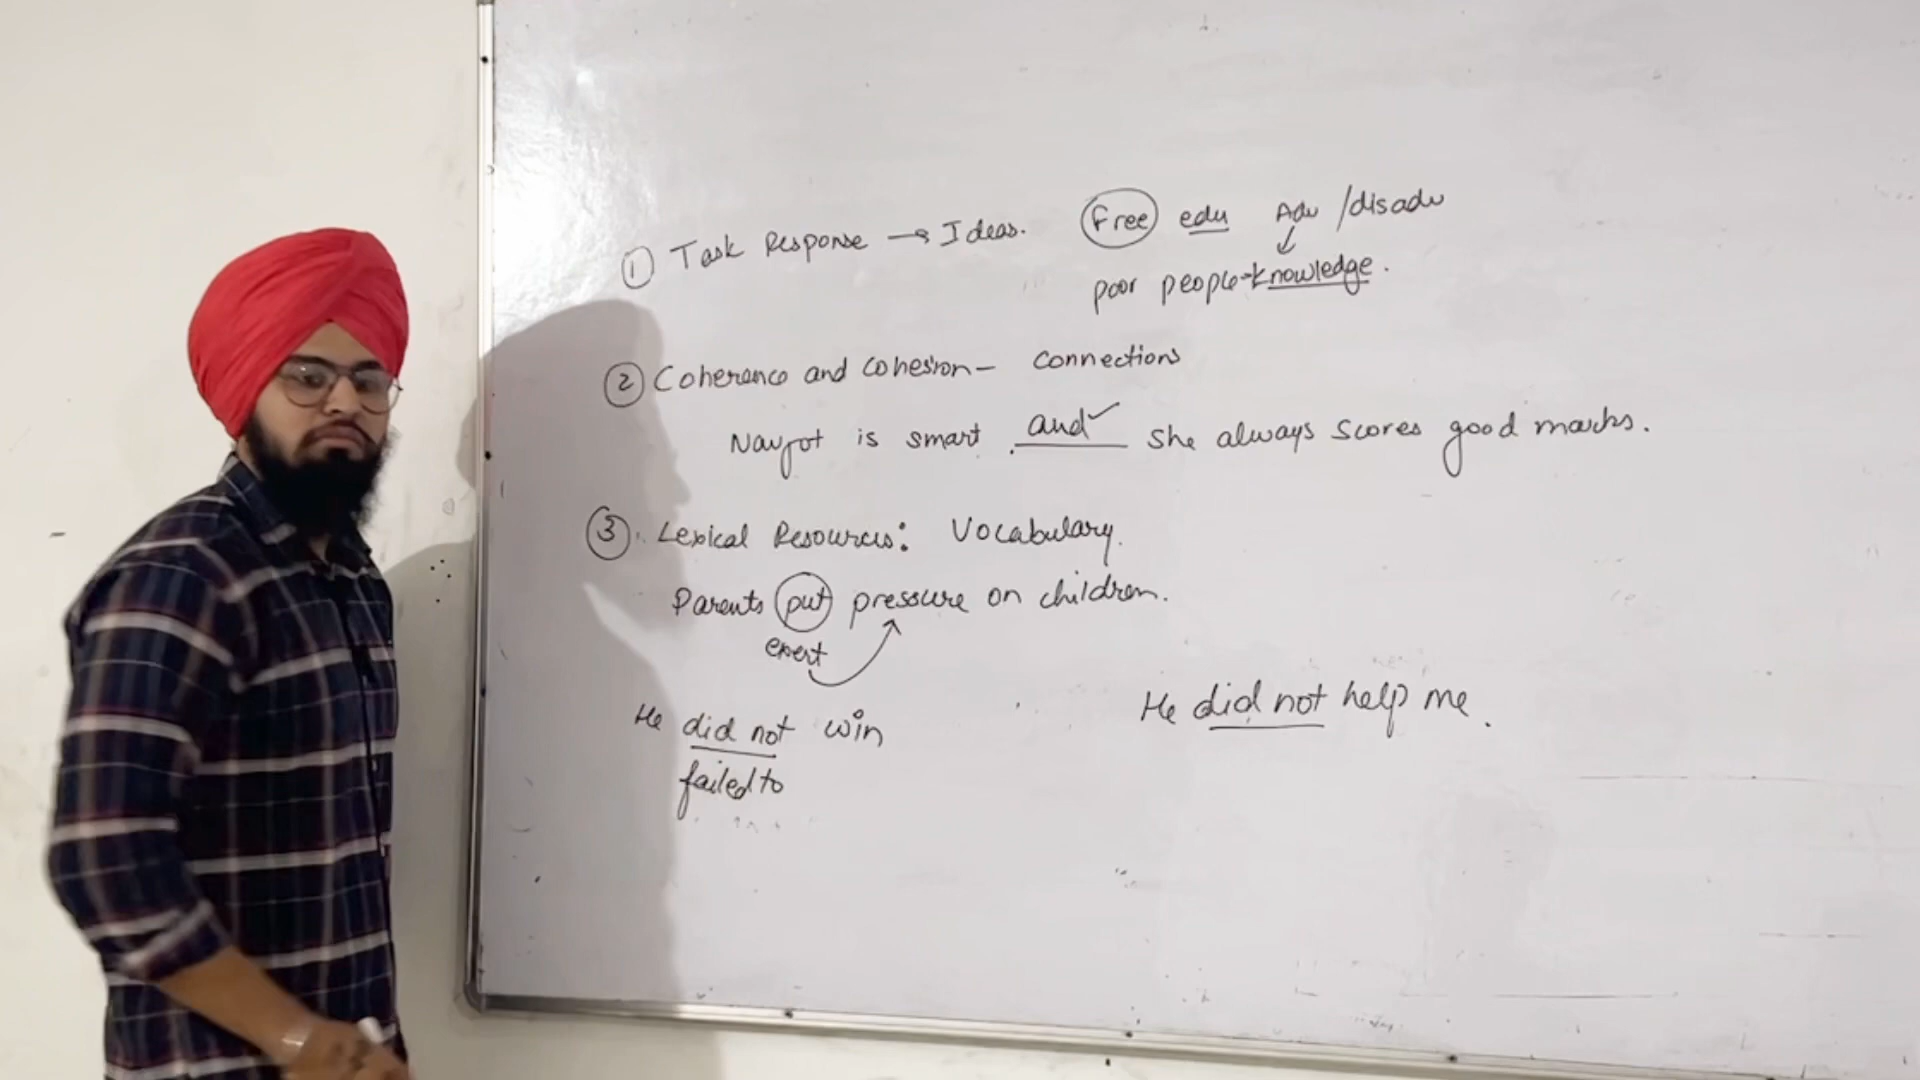 ① Task Response → Ideas. Free edu Adv /disadv
poor people - knowledge.
② Coherence and Cohesion - Connections
Navjot is smart and ✓ she always scores good marks.
③. Lexical Resources: Vocabulary.
Parents put pressure on children.
exert
He did not win
failed to
He did not help me.